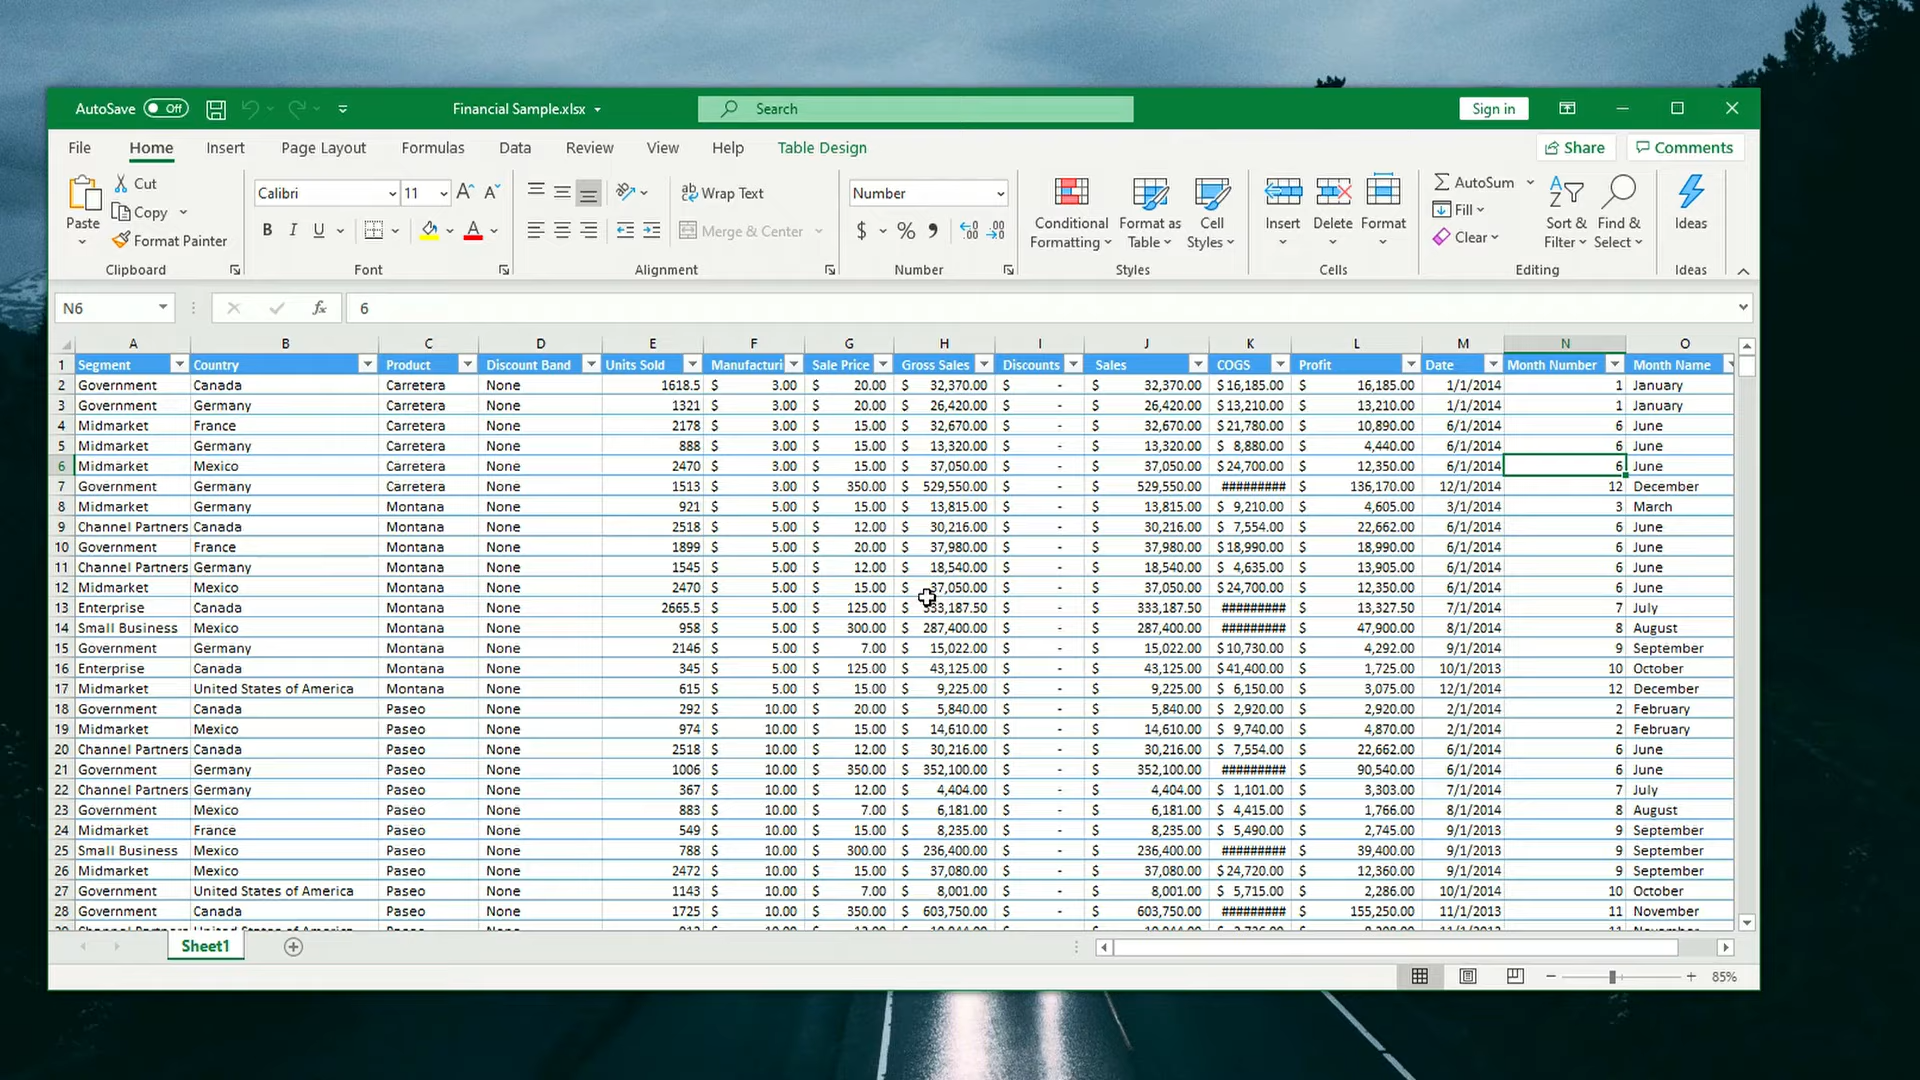 AutoSave Off Financial Sample.xlsx Search Sign in
File Home Insert Page Layout Formulas Data Review View Help Table Design Share Comments
Paste Cut Copy Format Painter Clipboard
Calibri 11 A A B I U A Font
ab Wrap Text Merge & Center Alignment
Number $ % , Number
Conditional Formatting Format as Table Cell Styles Styles
Insert Delete Format Cells
AutoSum Fill Clear Sort & Filter Find & Select Editing
Ideas Ideas
N6 fx 6
A B C D E F G H I J K L M N O
1 Segment Country Product Discount Band Units Sold Manufacturi Sale Price Gross Sales Discounts Sales COGS Profit Date Month Number Month Name
2 Government Canada Carretera None 1618.5 $ 3.00 $ 20.00 $ 32,370.00 $ - $ 32,370.00 $ 16,185.00 $ 16,185.00 1/1/2014 1 January
3 Government Germany Carretera None 1321 $ 3.00 $ 20.00 $ 26,420.00 $ - $ 26,420.00 $ 13,210.00 $ 13,210.00 1/1/2014 1 January
4 Midmarket France Carretera None 2178 $ 3.00 $ 15.00 $ 32,670.00 $ - $ 32,670.00 $ 21,780.00 $ 10,890.00 6/1/2014 6 June
5 Midmarket Germany Carretera None 888 $ 3.00 $ 15.00 $ 13,320.00 $ - $ 13,320.00 $ 8,880.00 $ 4,440.00 6/1/2014 6 June
6 Midmarket Mexico Carretera None 2470 $ 3.00 $ 15.00 $ 37,050.00 $ - $ 37,050.00 $ 24,700.00 $ 12,350.00 6/1/2014 6 June
7 Government Germany Carretera None 1513 $ 3.00 $ 350.00 $ 529,550.00 $ - $ 529,550.00 ######### $ 136,170.00 12/1/2014 12 December
8 Midmarket Germany Montana None 921 $ 5.00 $ 15.00 $ 13,815.00 $ - $ 13,815.00 $ 9,210.00 $ 4,605.00 3/1/2014 3 March
9 Channel Partners Canada Montana None 2518 $ 5.00 $ 12.00 $ 30,216.00 $ - $ 30,216.00 $ 7,554.00 $ 22,662.00 6/1/2014 6 June
10 Government France Montana None 1899 $ 5.00 $ 20.00 $ 37,980.00 $ - $ 37,980.00 $ 18,990.00 $ 18,990.00 6/1/2014 6 June
11 Channel Partners Germany Montana None 1545 $ 5.00 $ 12.00 $ 18,540.00 $ - $ 18,540.00 $ 4,635.00 $ 13,905.00 6/1/2014 6 June
12 Midmarket Mexico Montana None 2470 $ 5.00 $ 15.00 $ 37,050.00 $ - $ 37,050.00 $ 24,700.00 $ 12,350.00 6/1/2014 6 June
13 Enterprise Canada Montana None 2665.5 $ 5.00 $ 125.00 $ 333,187.50 $ - $ 333,187.50 ######### $ 13,327.50 7/1/2014 7 July
14 Small Business Mexico Montana None 958 $ 5.00 $ 300.00 $ 287,400.00 $ - $ 287,400.00 ######### $ 47,900.00 8/1/2014 8 August
15 Government Germany Montana None 2146 $ 5.00 $ 7.00 $ 15,022.00 $ - $ 15,022.00 $ 10,730.00 $ 4,292.00 9/1/2014 9 September
16 Enterprise Canada Montana None 345 $ 5.00 $ 125.00 $ 43,125.00 $ - $ 43,125.00 $ 41,400.00 $ 1,725.00 10/1/2013 10 October
17 Midmarket United States of America Montana None 615 $ 5.00 $ 15.00 $ 9,225.00 $ - $ 9,225.00 $ 6,150.00 $ 3,075.00 12/1/2014 12 December
18 Government Canada Paseo None 292 $ 10.00 $ 20.00 $ 5,840.00 $ - $ 5,840.00 $ 2,920.00 $ 2,920.00 2/1/2014 2 February
19 Midmarket Mexico Paseo None 974 $ 10.00 $ 15.00 $ 14,610.00 $ - $ 14,610.00 $ 9,740.00 $ 4,870.00 2/1/2014 2 February
20 Channel Partners Canada Paseo None 2518 $ 10.00 $ 12.00 $ 30,216.00 $ - $ 30,216.00 $ 7,554.00 $ 22,662.00 6/1/2014 6 June
21 Government Germany Paseo None 1006 $ 10.00 $ 350.00 $ 352,100.00 $ - $ 352,100.00 ######### $ 90,540.00 6/1/2014 6 June
22 Channel Partners Germany Paseo None 367 $ 10.00 $ 12.00 $ 4,404.00 $ - $ 4,404.00 $ 1,101.00 $ 3,303.00 7/1/2014 7 July
23 Government Mexico Paseo None 883 $ 10.00 $ 7.00 $ 6,181.00 $ - $ 6,181.00 $ 4,415.00 $ 1,766.00 8/1/2014 8 August
24 Midmarket France Paseo None 549 $ 10.00 $ 15.00 $ 8,235.00 $ - $ 8,235.00 $ 5,490.00 $ 2,745.00 9/1/2013 9 September
25 Small Business Mexico Paseo None 788 $ 10.00 $ 300.00 $ 236,400.00 $ - $ 236,400.00 ######### $ 39,400.00 9/1/2013 9 September
26 Midmarket Mexico Paseo None 2472 $ 10.00 $ 15.00 $ 37,080.00 $ - $ 37,080.00 $ 24,720.00 $ 12,360.00 9/1/2014 9 September
27 Government United States of America Paseo None 1143 $ 10.00 $ 7.00 $ 8,001.00 $ - $ 8,001.00 $ 5,715.00 $ 2,286.00 10/1/2014 10 October
28 Government Canada Paseo None 1725 $ 10.00 $ 350.00 $ 603,750.00 $ - $ 603,750.00 ######### $ 155,250.00 11/1/2013 11 November
Sheet1
85%